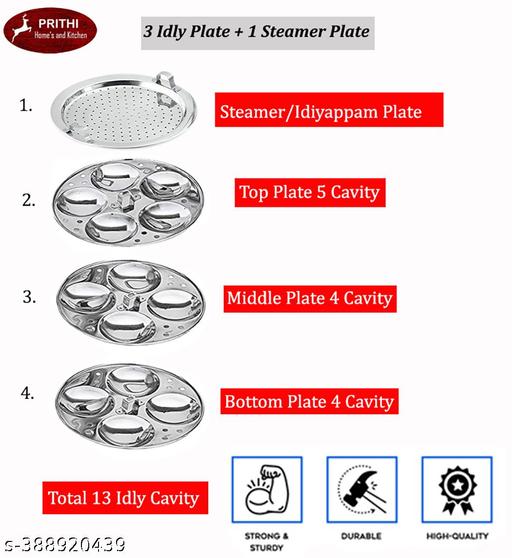 PRITHI
Home's and Kitchen
3 Idly Plate + 1 Steamer Plate
1.
Steamer/Idiyappam Plate
2.
Top Plate 5 Cavity
3.
Middle Plate 4 Cavity
4.
Bottom Plate 4 Cavity
Total 13 Idly Cavity
STRONG &
STURDY
DURABLE
HIGH-QUALITY
s-388920439